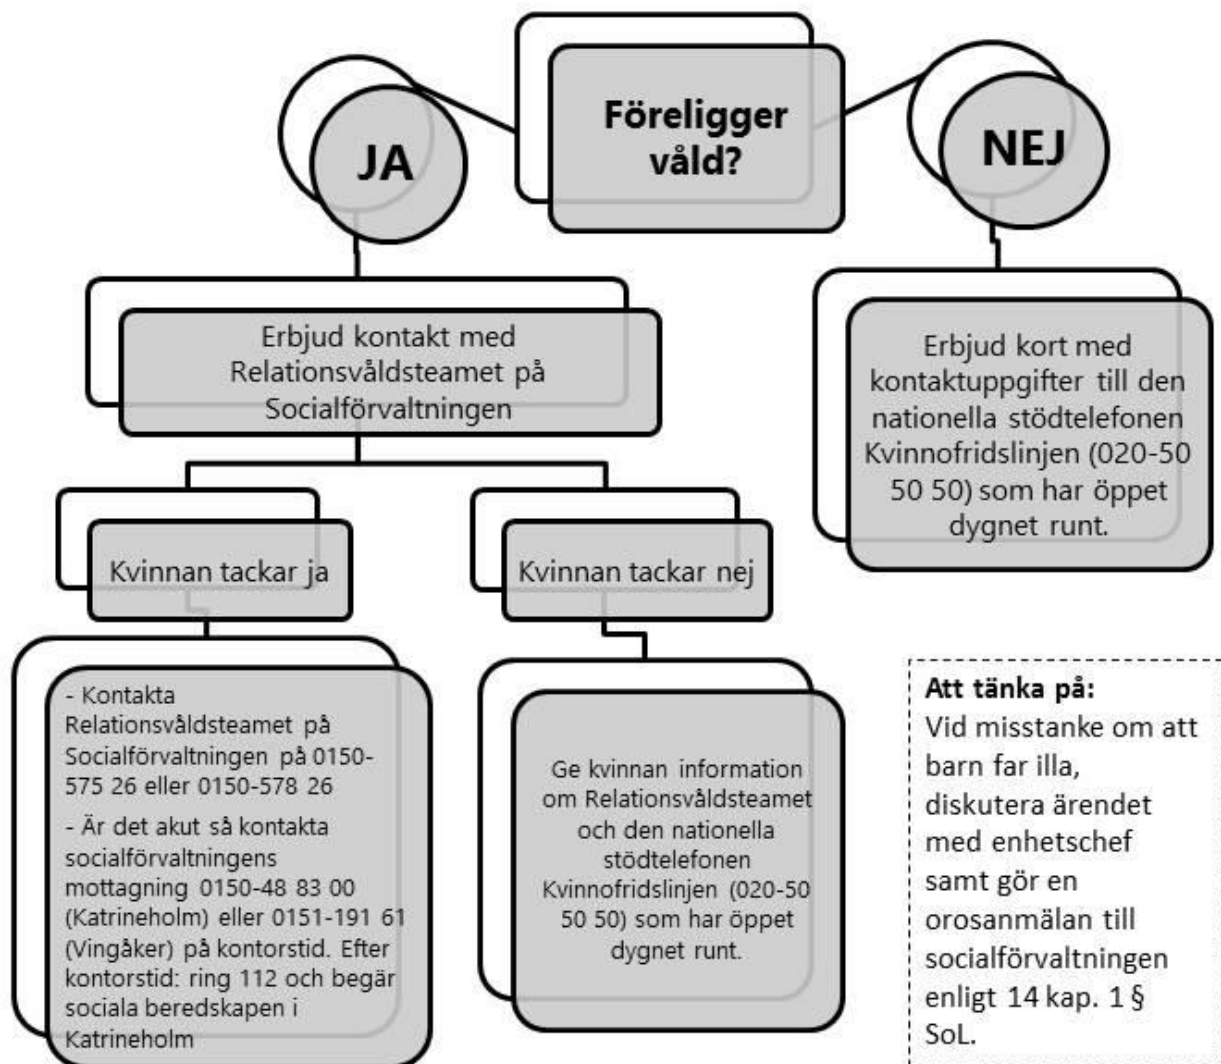 Föreligger
våld?
JA
NEJ
Erbjud kontakt med
Relationsvåldsteamet på
Socialförvaltningen
Erbjud kort med
kontaktuppgifter till den
nationella stödtelefonen
Kvinnofridslinjen (020-50
50 50) som har öppet
dygnet runt.
Kvinnan tackar ja
Kvinnan tackar nej
- Kontakta
Relationsvåldsteamet på
Socialförvaltningen på 0150-
575 26 eller 0150-578 26
- Är det akut så kontakta
socialförvaltningens
mottagning 0150-48 83 00
(Katrineholm) eller 0151-191 61
(Vingåker) på kontorstid. Efter
kontorstid: ring 112 och begär
sociala beredskapen i
Katrineholm
Ge kvinnan information
om Relationsvåldsteamet
och den nationella
stödtelefonen
Kvinnofridslinjen (020-50
50 50) som har öppet
dygnet runt.
Att tänka på:
Vid misstanke om att
barn far illa,
diskutera ärendet
med enhetschef
samt gör en
orosanmälan till
socialförvaltningen
enligt 14 kap. 1 §
SoL.